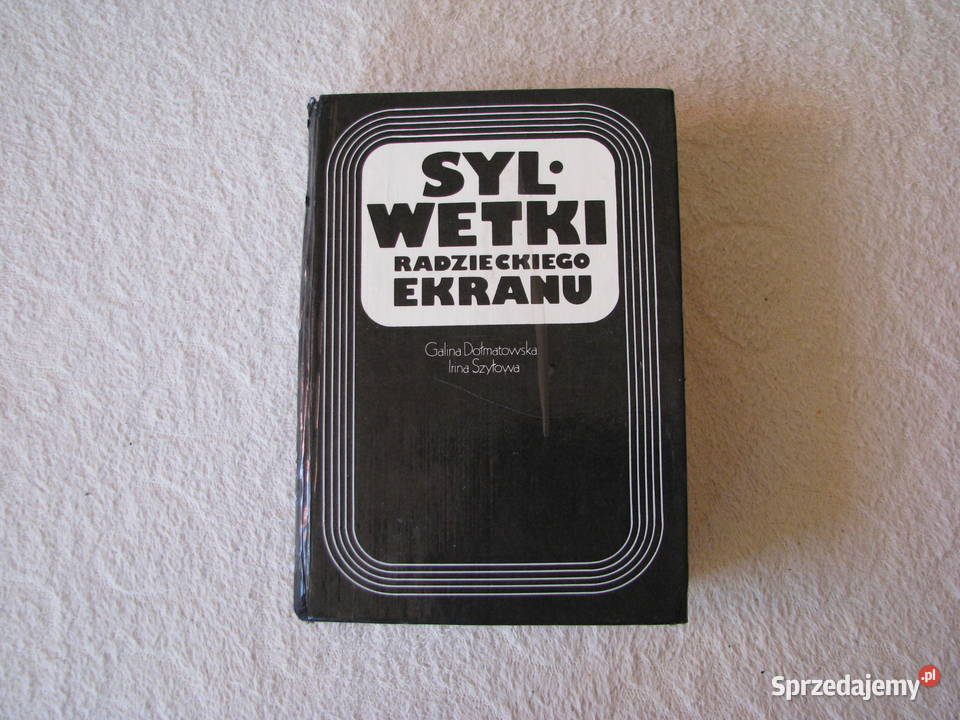 SYL-
WETKI
RADZIECKIEGO
EKRANU
Galina Dołmatowska
Irina Szyłowa
Sprzedajemy.pl